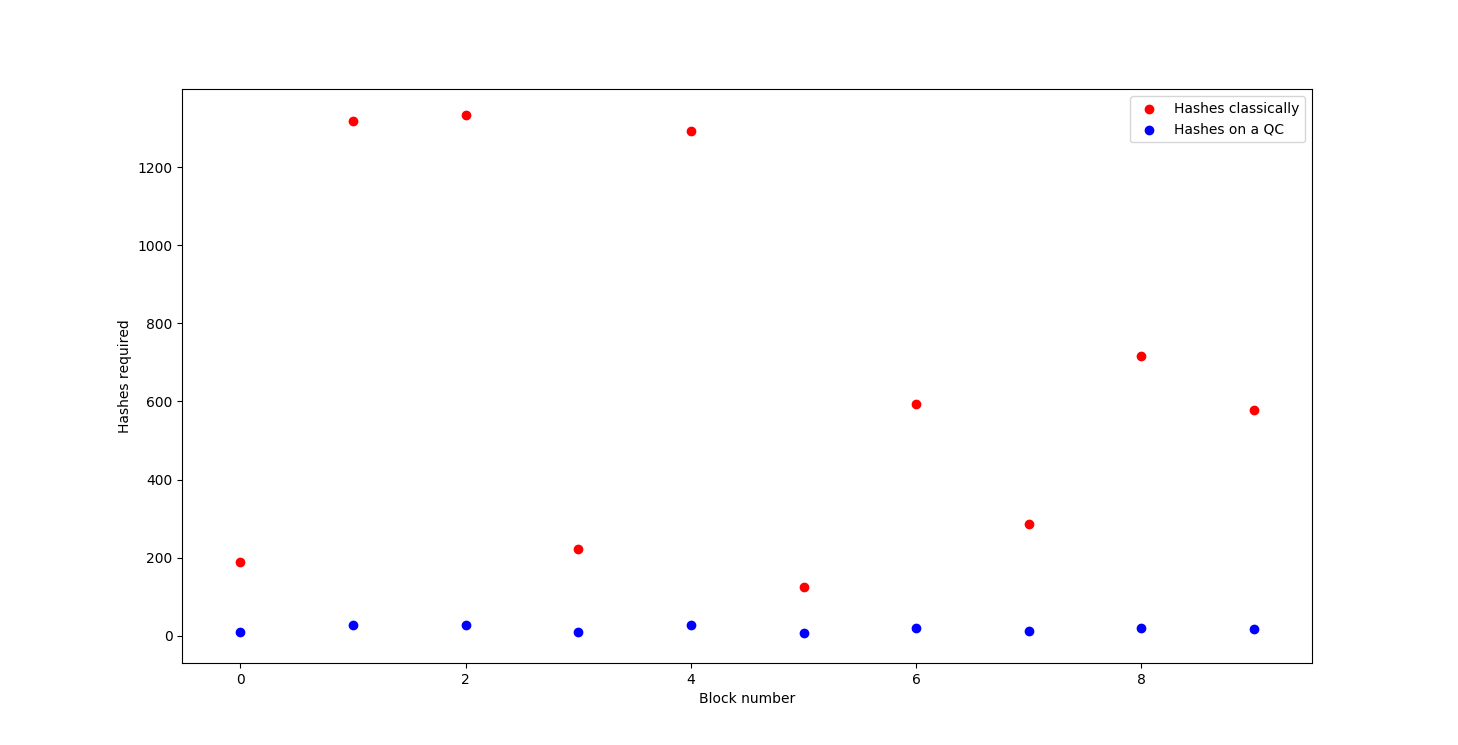 Hashes classically
Hashes on a QC
1200
1000
800
600
400
200
0
Hashes required
0 2 4 6 8
Block number